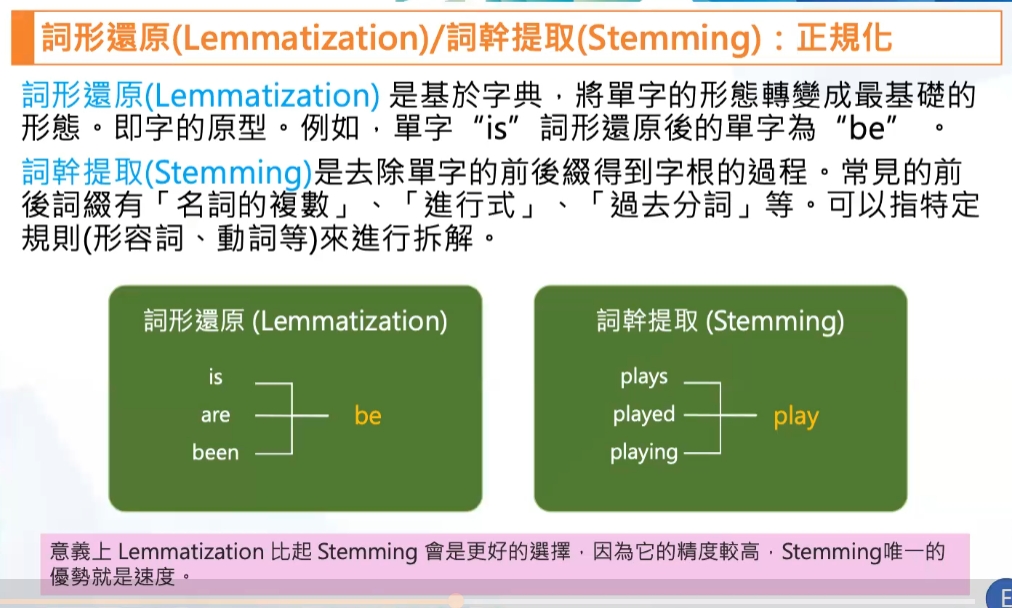 詞形還原(Lemmatization)/詞幹提取(Stemming)：正規化
詞形還原(Lemmatization) 是基於字典，將單字的形態轉變成最基礎的
形態。即字的原型。例如，單字“is”詞形還原後的單字為“be” 。
詞幹提取(Stemming)是去除單字的前後綴得到字根的過程。常見的前
後詞綴有「名詞的複數」、「進行式」、「過去分詞」等。可以指特定
規則(形容詞、動詞等)來進行拆解。
詞形還原 (Lemmatization)
is
are
been
be
詞幹提取 (Stemming)
plays
played
playing
play
意義上 Lemmatization 比起 Stemming 會是更好的選擇，因為它的精度較高，Stemming唯一的
優勢就是速度。
E